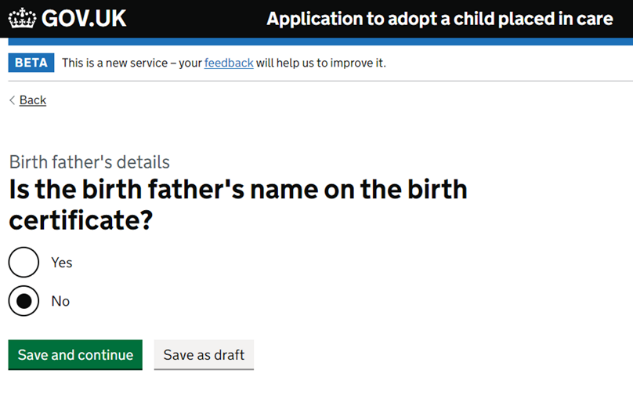 GOV.UK
Application to adopt a child placed in care
BETA This is a new service – your feedback will help us to improve it.
Back
Birth father's details
Is the birth father's name on the birth
certificate?
Yes
No
Save and continue
Save as draft